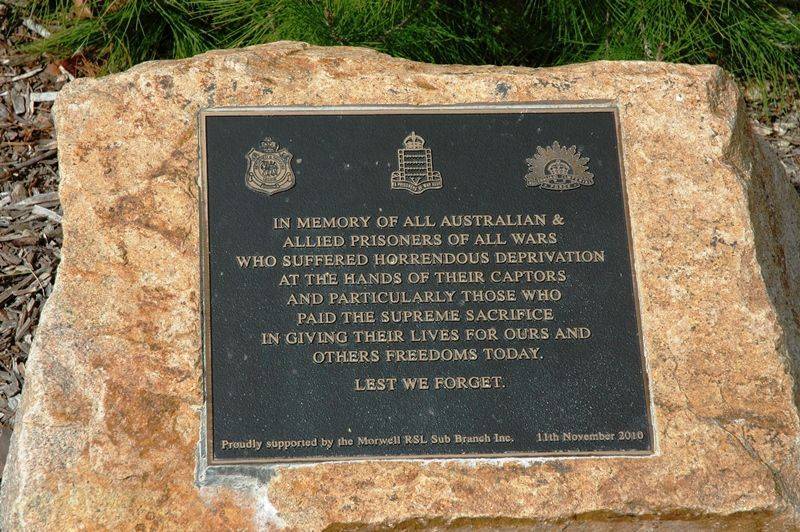 IN MEMORY OF ALL AUSTRALIAN &
ALLIED PRISONERS OF ALL WARS
WHO SUFFERED HORRENDOUS DEPRIVATION
AT THE HANDS OF THEIR CAPTORS
AND PARTICULARLY THOSE WHO
PAID THE SUPREME SACRIFICE
IN GIVING THEIR LIVES FOR OURS AND
OTHERS FREEDOMS TODAY.
LEST WE FORGET.
Proudly supported by the Morwell RSL Sub Branch Inc. 11th November 2010